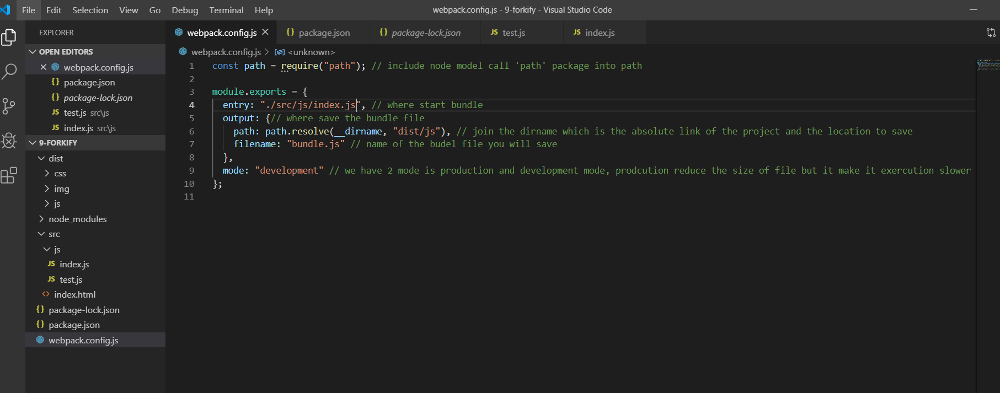 File Edit Selection View Go Debug Terminal Help
webpack.config.js - 9-forkify - Visual Studio Code
EXPLORER
OPEN EDITORS
webpack.config.js
package.json
package-lock.json
test.js src\js
index.js src\js
9-FORKIFY
dist
css
img
js
node_modules
src
js
JS index.js
JS test.js
<> index.html
{} package-lock.json
{} package.json
webpack.config.js
webpack.config.js {} package.json {} package-lock.json JS test.js JS index.js
webpack.config.js > <unknown>
1 const path = require("path"); // include node model call 'path' package into path
2
3 module.exports = {
4 entry: "./src/js/index.js", // where start bundle
5 output: {// where save the bundle file
6 path: path.resolve(__dirname, "dist/js"), // join the dirname which is the absolute link of the project and the location to save
7 filename: "bundle.js" // name of the budel file you will save
8 },
9 mode: "development" // we have 2 mode is production and development mode, prodcution reduce the size of file but it make it exercution slower
10 };
11